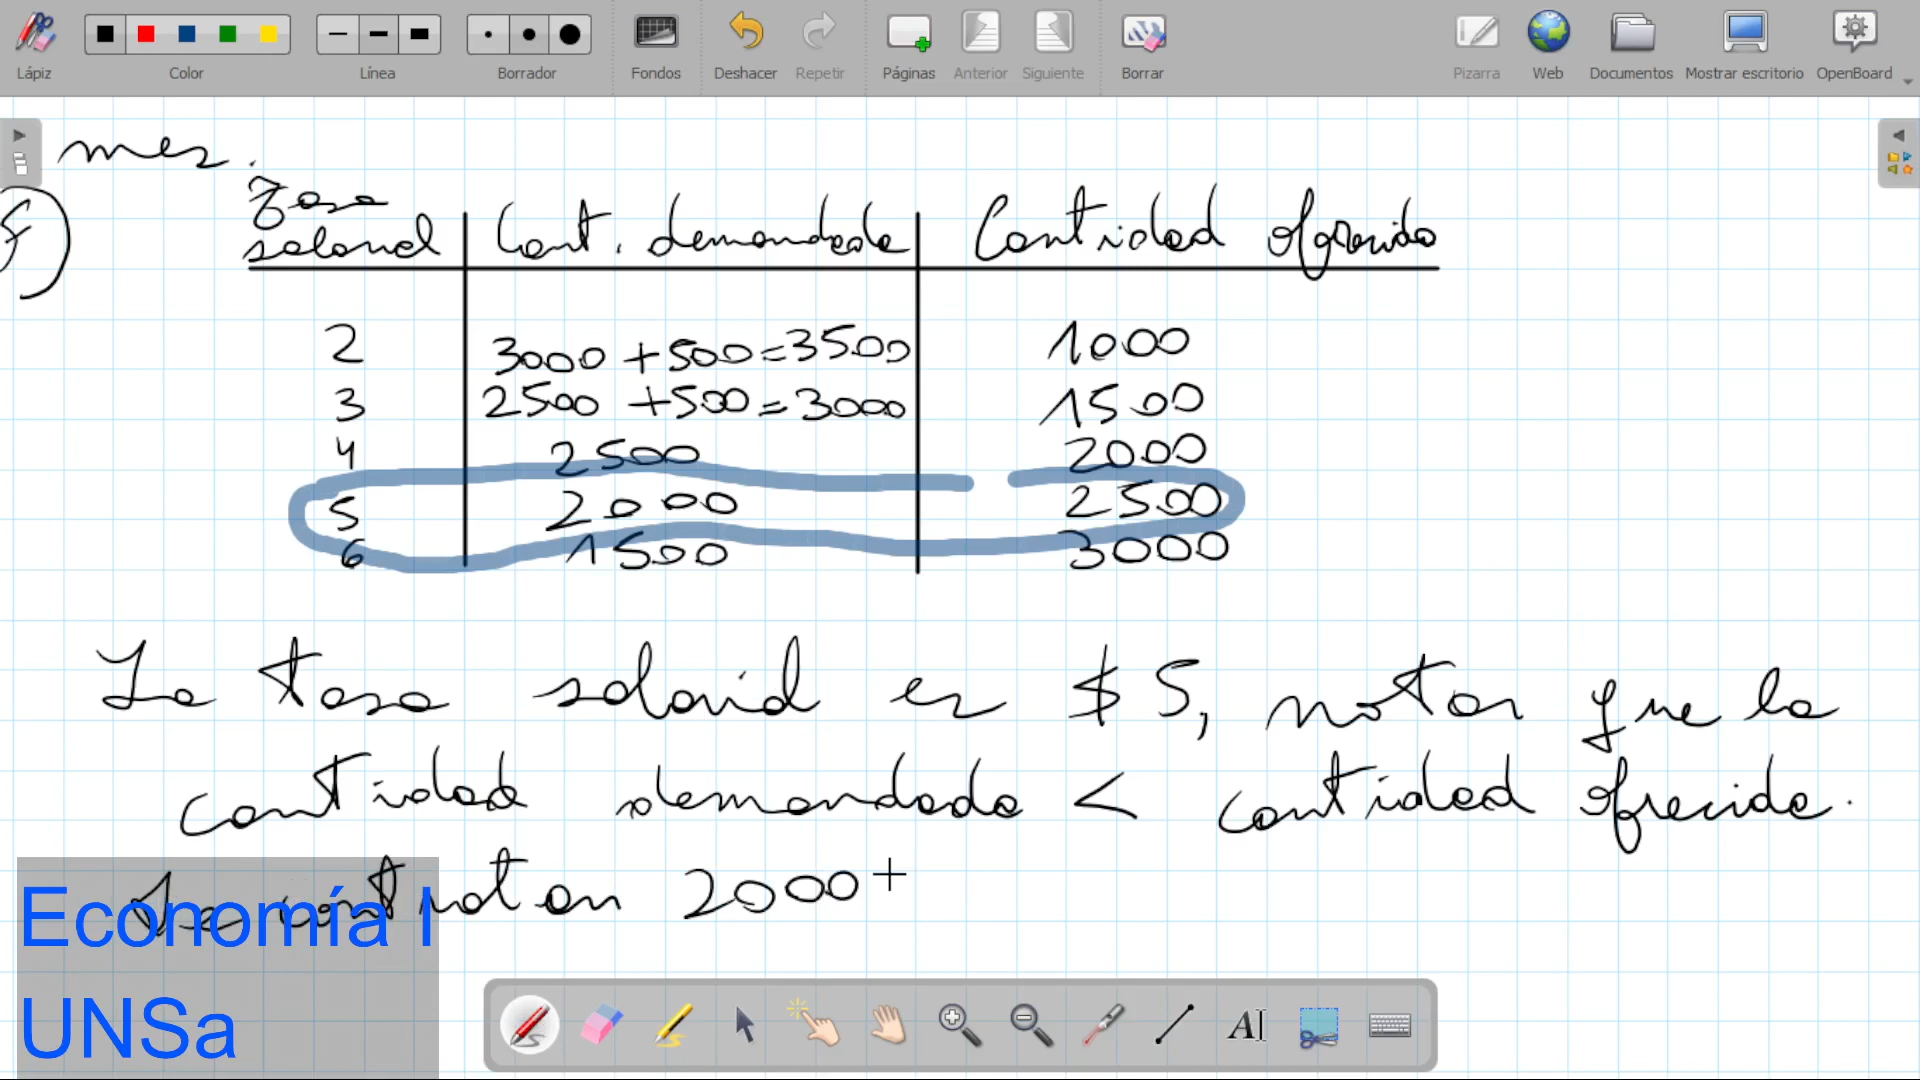 Lápiz Color Línea Borrador Fondos Deshacer Repetir Páginas Anterior Siguiente Borrar Pizarra Web Documentos Mostrar escritorio OpenBoard
mes.
f) Tasa
salarial Cant. demandada Cantidad ofrecida
2 3000 + 500 = 3500 1000
3 2500 + 500 = 3000 1500
4 2500 2000
5 2000 2500
6 1500 3000
La tasa salarial es $ 5, notar que la
cantidad demandada < cantidad ofrecida.
Se contratan 2000
Economía I
UNSa
AI